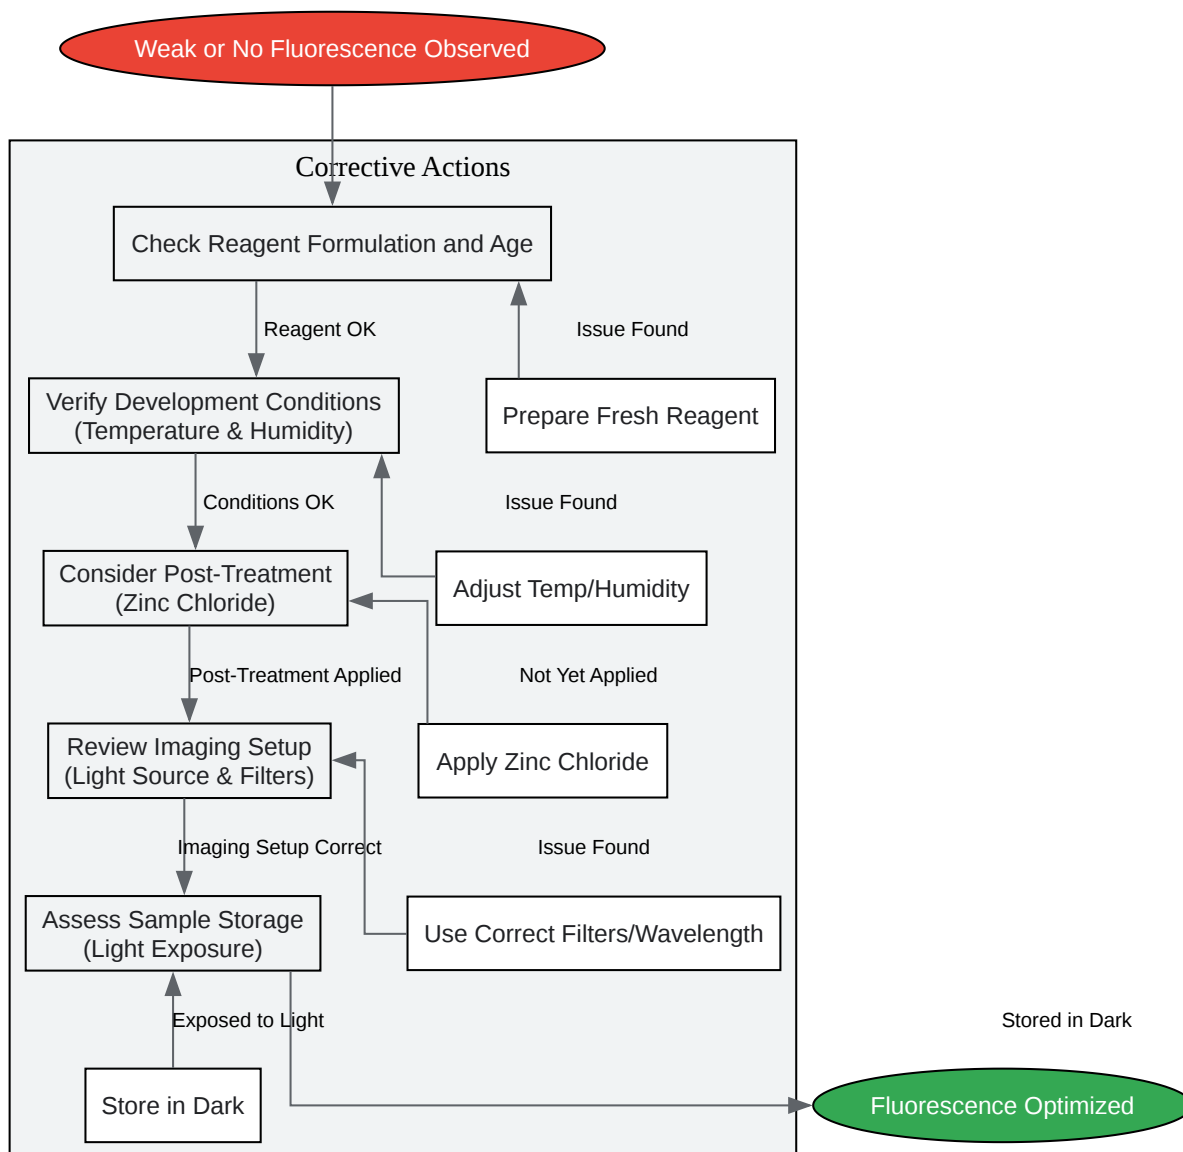 Weak or No Fluorescence Observed
Corrective Actions
Check Reagent Formulation and Age
Reagent OK
Issue Found
Verify Development Conditions
(Temperature & Humidity)
Prepare Fresh Reagent
Conditions OK
Issue Found
Consider Post-Treatment
(Zinc Chloride)
Adjust Temp/Humidity
Post-Treatment Applied
Not Yet Applied
Review Imaging Setup
(Light Source & Filters)
Apply Zinc Chloride
Imaging Setup Correct
Issue Found
Assess Sample Storage
(Light Exposure)
Use Correct Filters/Wavelength
Exposed to Light
Stored in Dark
Store in Dark
Fluorescence Optimized